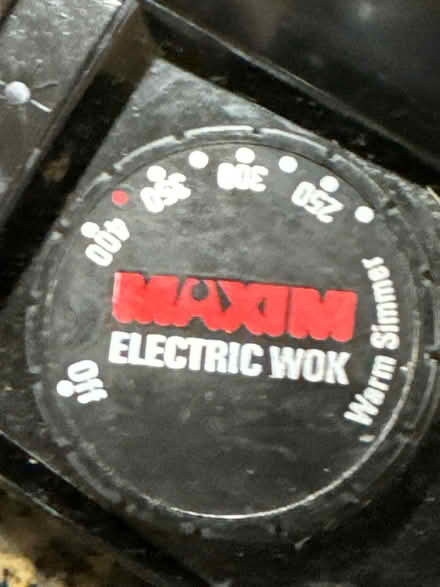 MAXIM
ELECTRIC WOK
Off
400
350
300
250
Warm Simmer